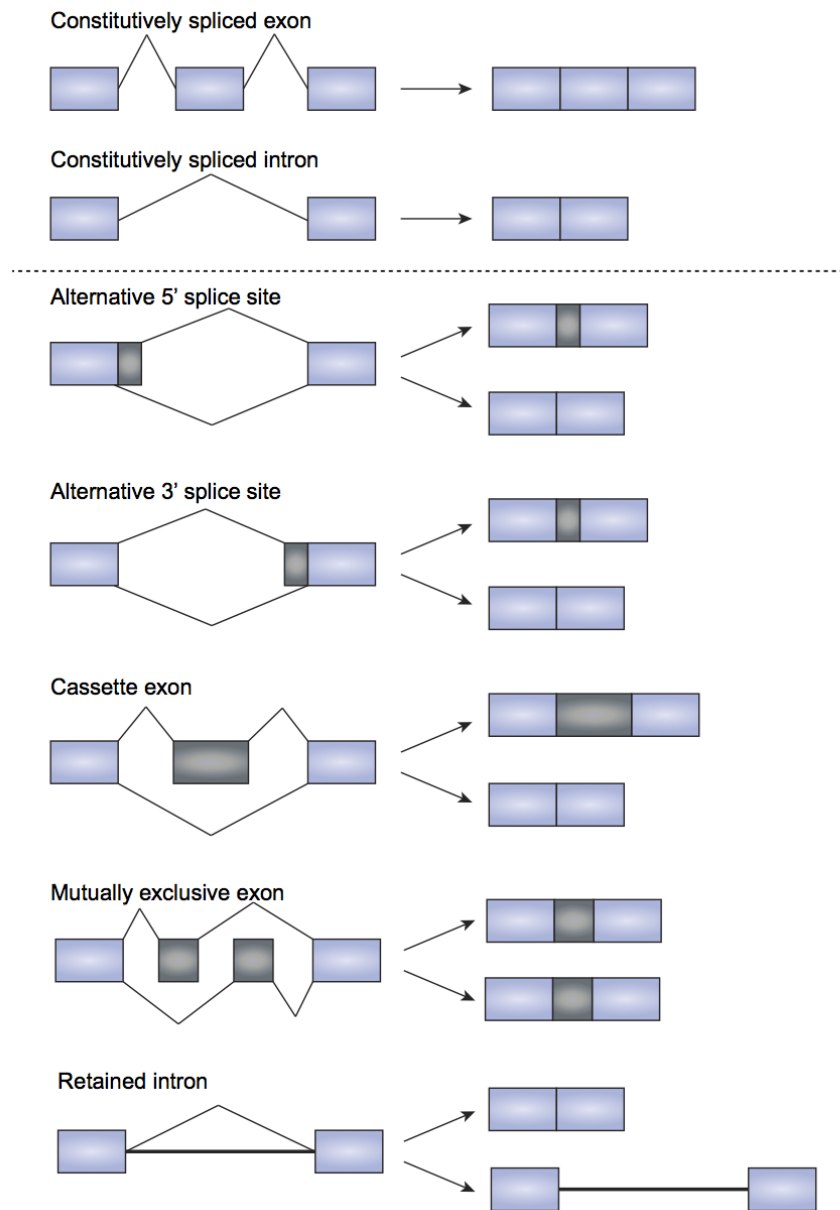 Constitutively spliced exon
Constitutively spliced intron
Alternative 5’ splice site
Alternative 3’ splice site
Cassette exon
Mutually exclusive exon
Retained intron